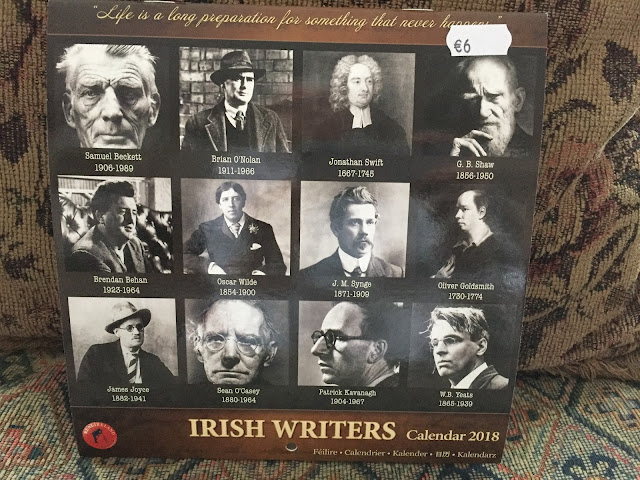 "Life is a long preparation for something that never happens."
€6
Samuel Beckett
1906-1989
Brian O'Nolan
1911-1966
Jonathan Swift
1667-1745
G. B. Shaw
1856-1950
Brendan Behan
1923-1964
Oscar Wilde
1854-1900
J. M. Synge
1871-1909
Oliver Goldsmith
1730-1774
James Joyce
1882-1941
Sean O'Casey
1880-1964
Patrick Kavanagh
1904-1967
W.B. Yeats
1865-1939
IRISH WRITERS Calendar 2018
Féilire • Calendrier • Kalender • 日历 • Kalendarz